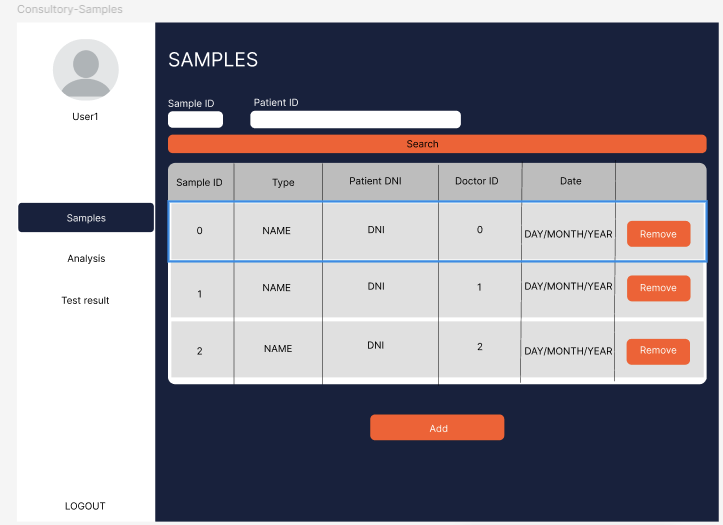 Consultory-Samples
User1
Samples
Analysis
Test result
LOGOUT
SAMPLES
Sample ID Patient ID
Search
Sample ID Type Patient DNI Doctor ID Date
0 NAME DNI 0 DAY/MONTH/YEAR Remove
1 NAME DNI 1 DAY/MONTH/YEAR Remove
2 NAME DNI 2 DAY/MONTH/YEAR Remove
Add